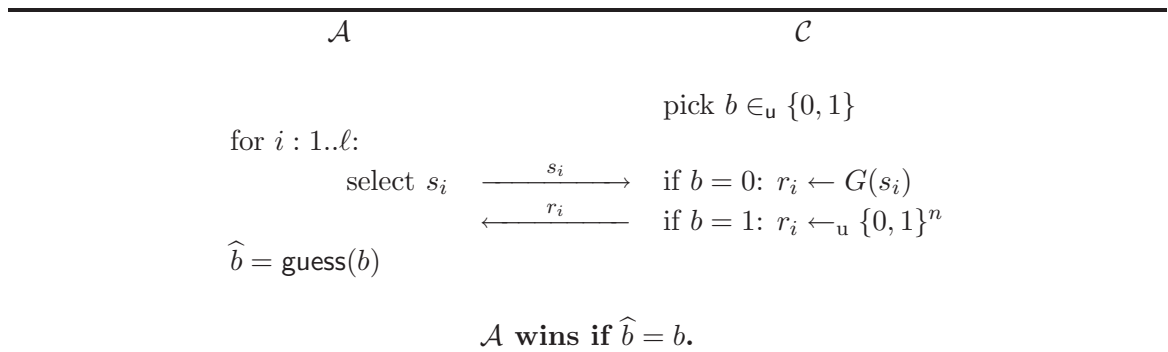 𝒜 𝒞
pick b ∈ᵤ {0, 1}
for i : 1..ℓ:
select sᵢ sᵢ if b = 0: rᵢ ← G(sᵢ)
rᵢ if b = 1: rᵢ ←ᵤ {0, 1}ⁿ
b̂ = guess(b)
𝒜 wins if b̂ = b.